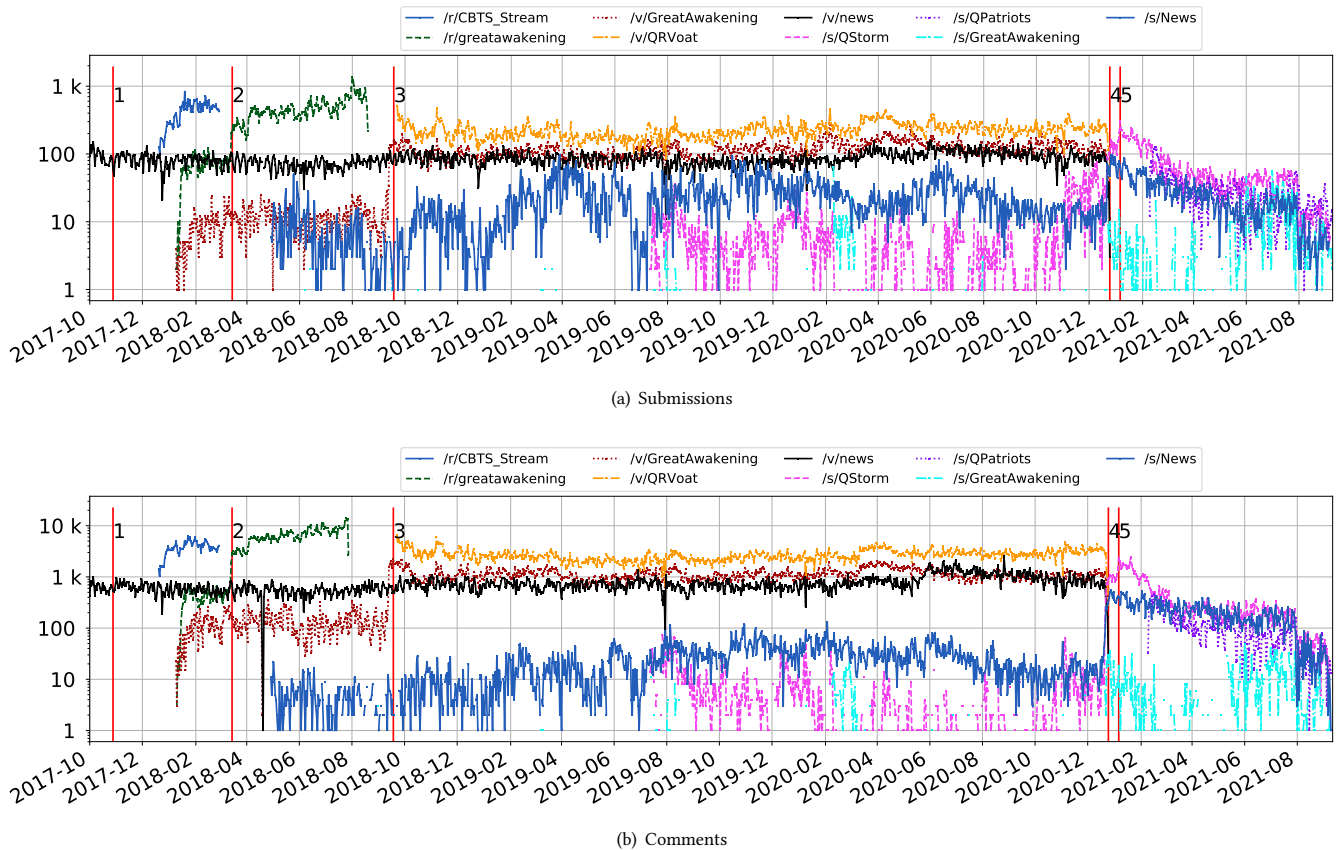 /r/CBTS_Stream /v/GreatAwakening /v/news /s/QPatriots /s/News
/r/greatawakening /v/QRVoat /s/QStorm /s/GreatAwakening
1 k
100
10
1
1 2 3 45
2017-10 2017-12 2018-02 2018-04 2018-06 2018-08 2018-10 2018-12 2019-02 2019-04 2019-06 2019-08 2019-10 2019-12 2020-02 2020-04 2020-06 2020-08 2020-10 2020-12 2021-02 2021-04 2021-06 2021-08
(a) Submissions
/r/CBTS_Stream /v/GreatAwakening /v/news /s/QPatriots /s/News
/r/greatawakening /v/QRVoat /s/QStorm /s/GreatAwakening
10 k
1 k
100
10
1
1 2 3 45
2017-10 2017-12 2018-02 2018-04 2018-06 2018-08 2018-10 2018-12 2019-02 2019-04 2019-06 2019-08 2019-10 2019-12 2020-02 2020-04 2020-06 2020-08 2020-10 2020-12 2021-02 2021-04 2021-06 2021-08
(b) Comments